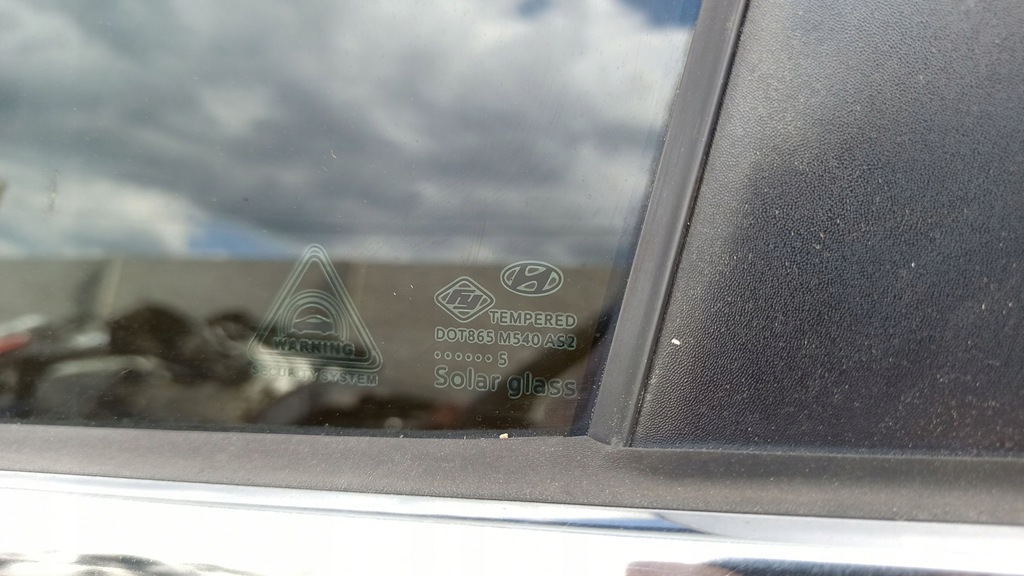 WARNING
SECURITY SYSTEM
TEMPERED
DOT865 M540 AS2
······ 5
Solar glass